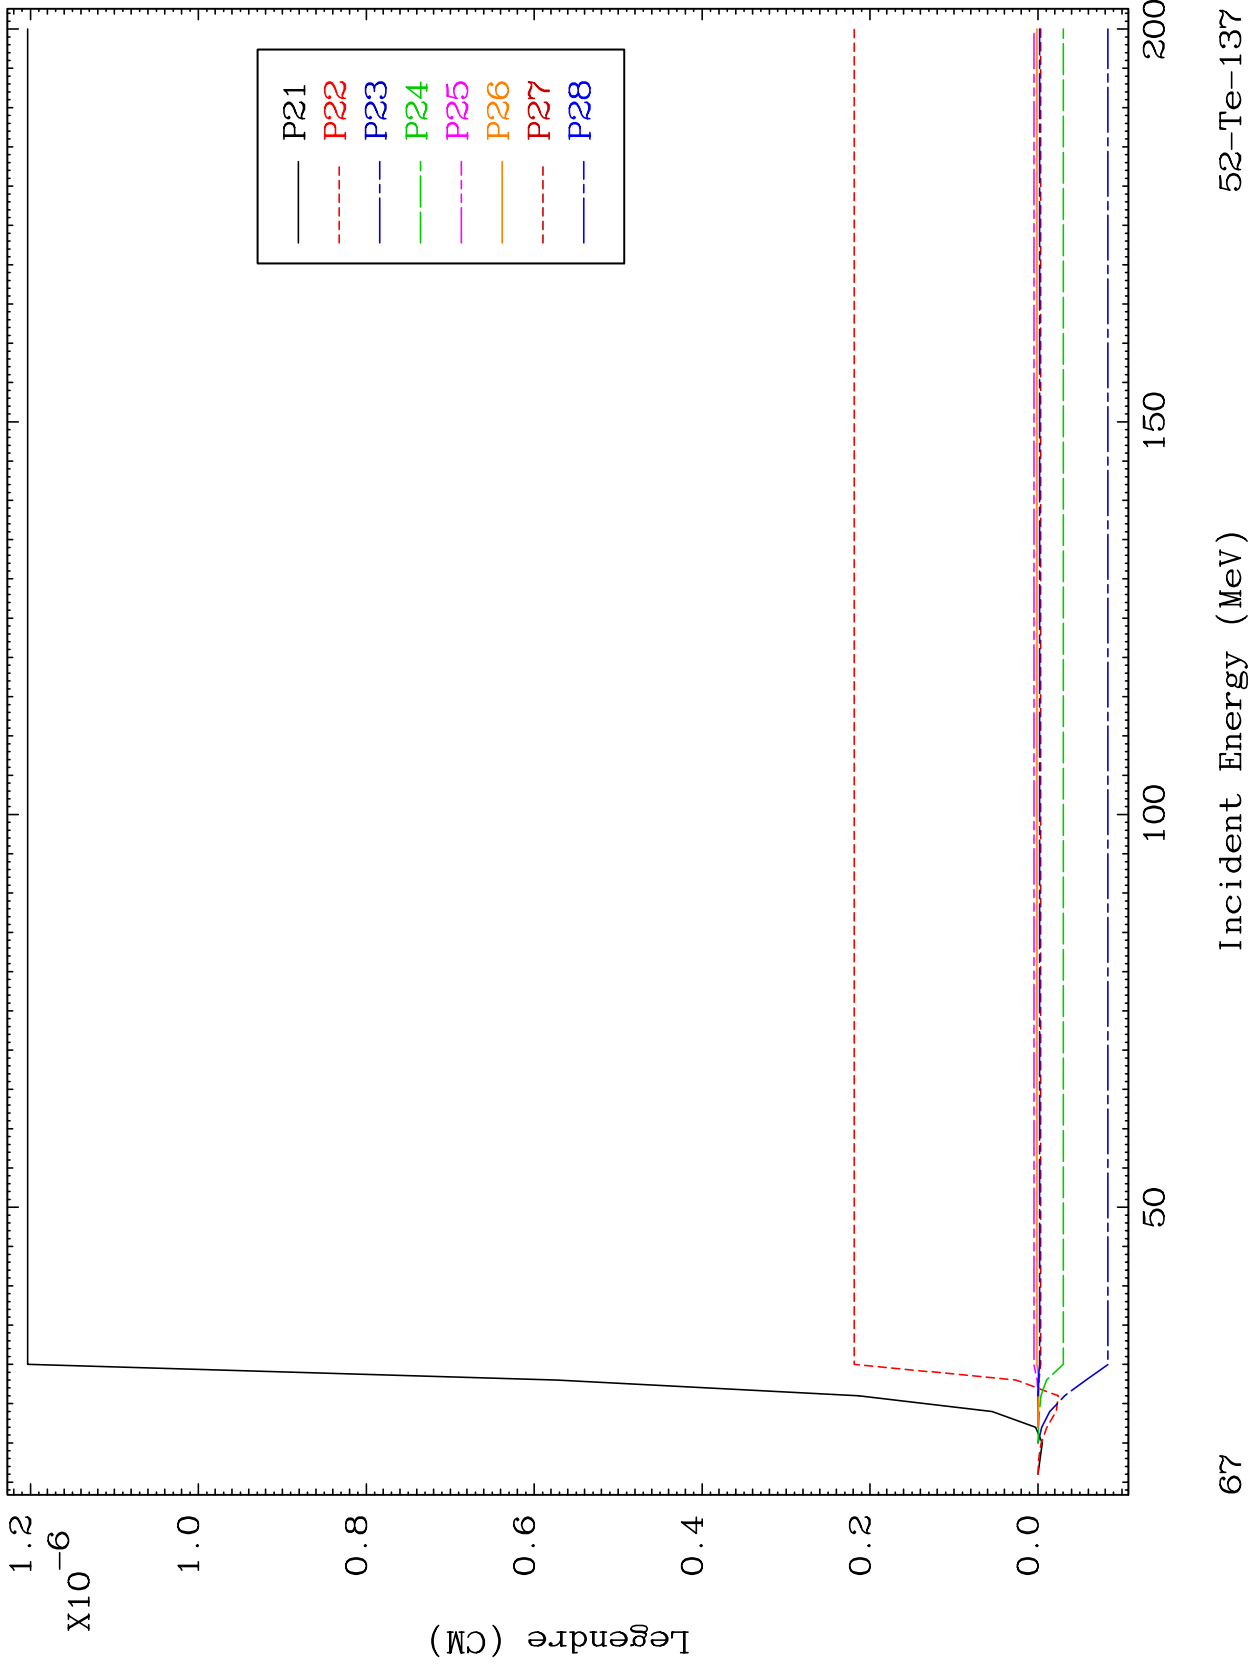 X10-6
1.2
1.0
0.8
0.6
0.4
0.2
0.0
Legendre (CM)
P21
P22
P23
P24
P25
P26
P27
P28
50
100
150
200
Incident Energy (MeV)
67
52-Te-137